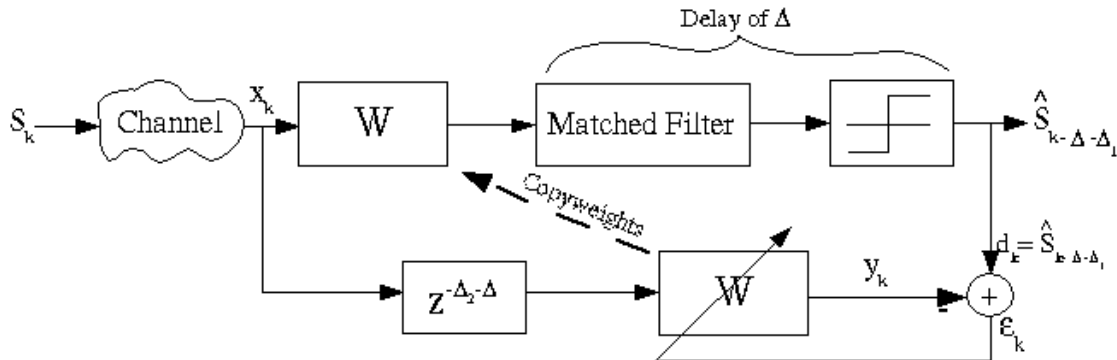 Delay of Δ
S_k
Channel
x_k
W
Matched Filter
Ŝ_{k-Δ-Δ_1}
Copyweights
z^{-Δ_2-Δ}
W
y_k
d_k = Ŝ_{k-Δ-Δ_1}
-
+
ε_k